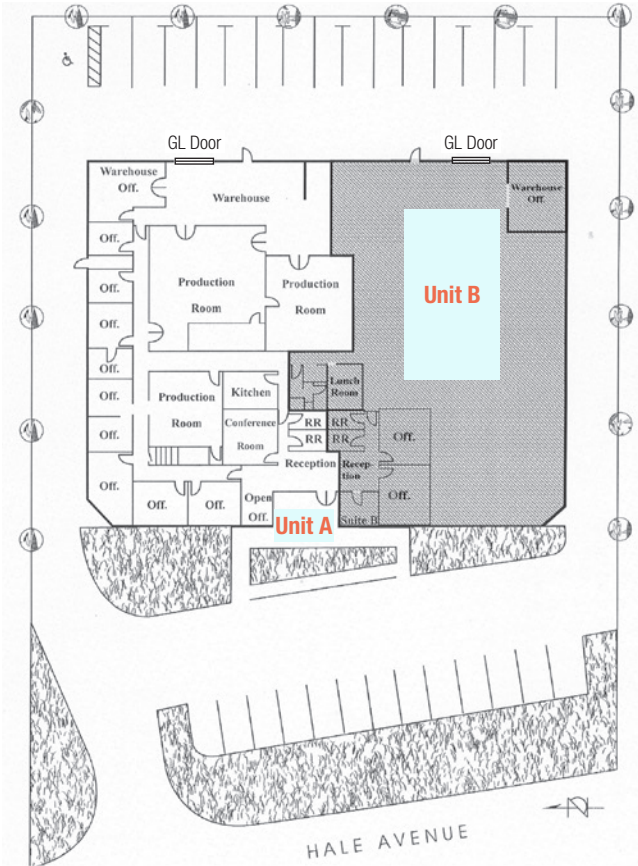 GL Door
GL Door
Warehouse
Off.
Warehouse
Warehouse
Off.
Off.
Off.
Production
Room
Production
Room
Unit B
Off.
Off.
Off.
Production
Room
Kitchen
Lunch
Room
Conference
Room
RR
RR
RR
RR
Off.
Off.
Reception
Recep-
tion
Off.
Off.
Off.
Off.
Open
Off.
Unit A
Suite B
Off.
N
HALE AVENUE